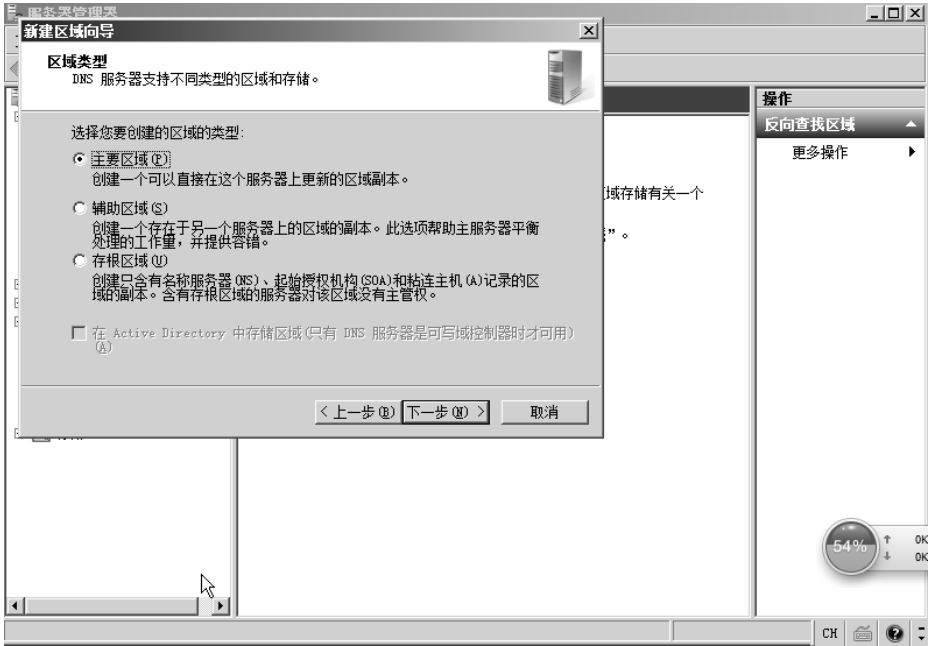 服务器管理器
新建区域向导
区域类型
DNS 服务器支持不同类型的区域和存储。
选择您要创建的区域的类型:
主要区域(P)
创建一个可以直接在这个服务器上更新的区域副本。
辅助区域(S)
创建一个存在于另一个服务器上的区域的副本。此选项帮助主服务器平衡
处理的工作量，并提供容错。
存根区域(U)
创建只含有名称服务器(NS)、起始授权机构(SOA)和粘连主机(A)记录的区
域的副本。含有存根区域的服务器对该区域没有主管权。
在 Active Directory 中存储区域(只有 DNS 服务器是可写域控制器时才可用)
(A)
< 上一步(B)
下一步(N) >
取消
域存储有关一个
”。
操作
反向查找区域
更多操作
54%
0K
0K
CH